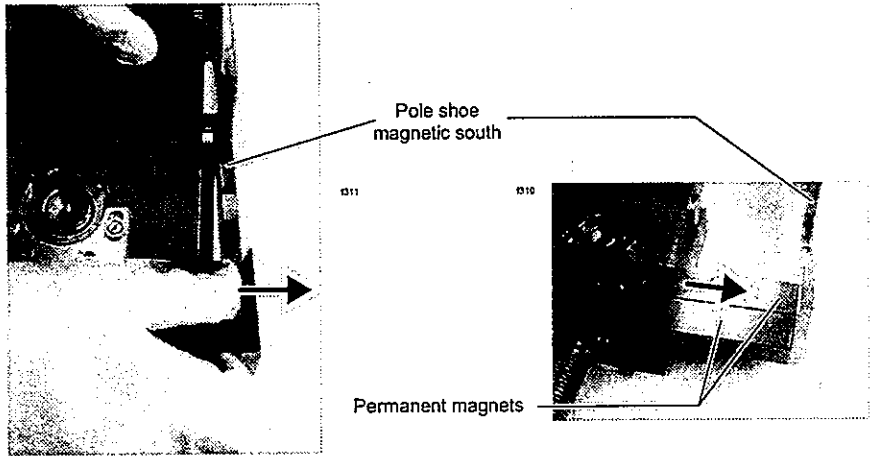 Pole shoe
magnetic south
f311
f310
Permanent magnets